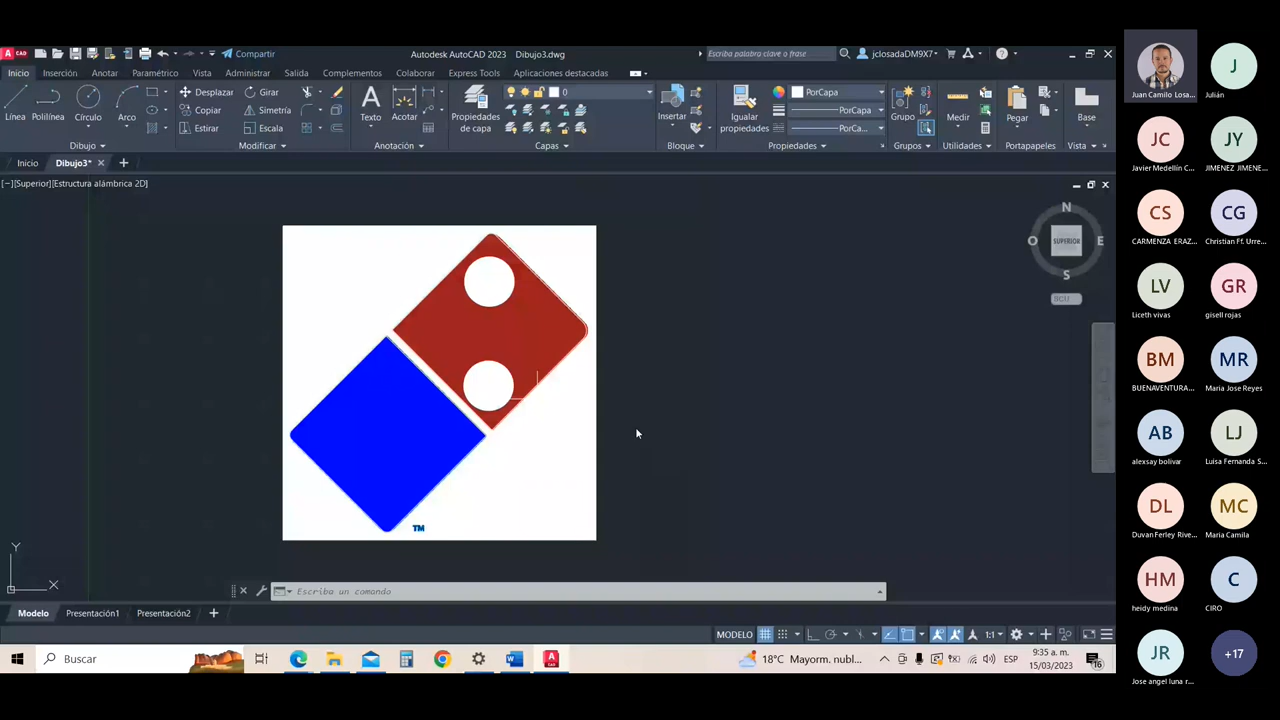 Compartir
Autodesk AutoCAD 2023 Dibujo3.dwg
Escriba palabra clave o frase
jclosadaDM9X7
A CAD
Inicio Inserción Anotar Paramétrico Vista Administrar Salida Complementos Colaborar Express Tools Aplicaciones destacadas
Línea Polilínea Círculo Arco
Desplazar Girar
Copiar Simetría
Estirar Escala
Texto Acotar
Propiedades de capa
0
Insertar
Igualar propiedades
PorCapa
PorCapa
PorCa...
Grupo
Medir
Pegar
Base
Dibujo Modificar Anotación Capas Bloque Propiedades Grupos Utilidades Portapapeles Vista
Inicio Dibujo3*
[−][Superior][Estructura alámbrica 2D]
N
O SUPERIOR E
S
TM
Y
X
Escriba un comando
Modelo Presentación1 Presentación2
MODELO 1:1
Buscar
18°C Mayorm. nubl...
ESP
9:35 a. m.
15/03/2023
16
Juan Camilo Losa...
J
Julián
JC
Javier Medellín C...
JY
JIMENEZ JIMENE...
CS
CARMENZA ERAZ...
CG
Christian Ff. Urre...
LV
Liceth vivas
GR
gisell rojas
BM
BUENAVENTURA...
MR
Maria Jose Reyes
AB
alexsay bolivar
LJ
Luisa Fernanda S...
DL
Duvan Ferley Rive...
MC
Maria Camila
HM
heidy medina
C
CIRO
JR
Jose angel luna r...
+17